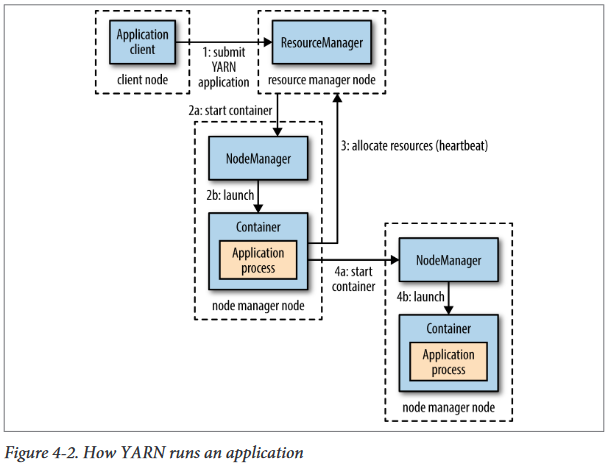 Application
client
client node
1: submit
YARN
application
ResourceManager
resource manager node
2a: start container
NodeManager
2b: launch
Container
Application
process
node manager node
3: allocate resources (heartbeat)
4a: start
container
NodeManager
4b: launch
Container
Application
process
node manager node
Figure 4-2. How YARN runs an application